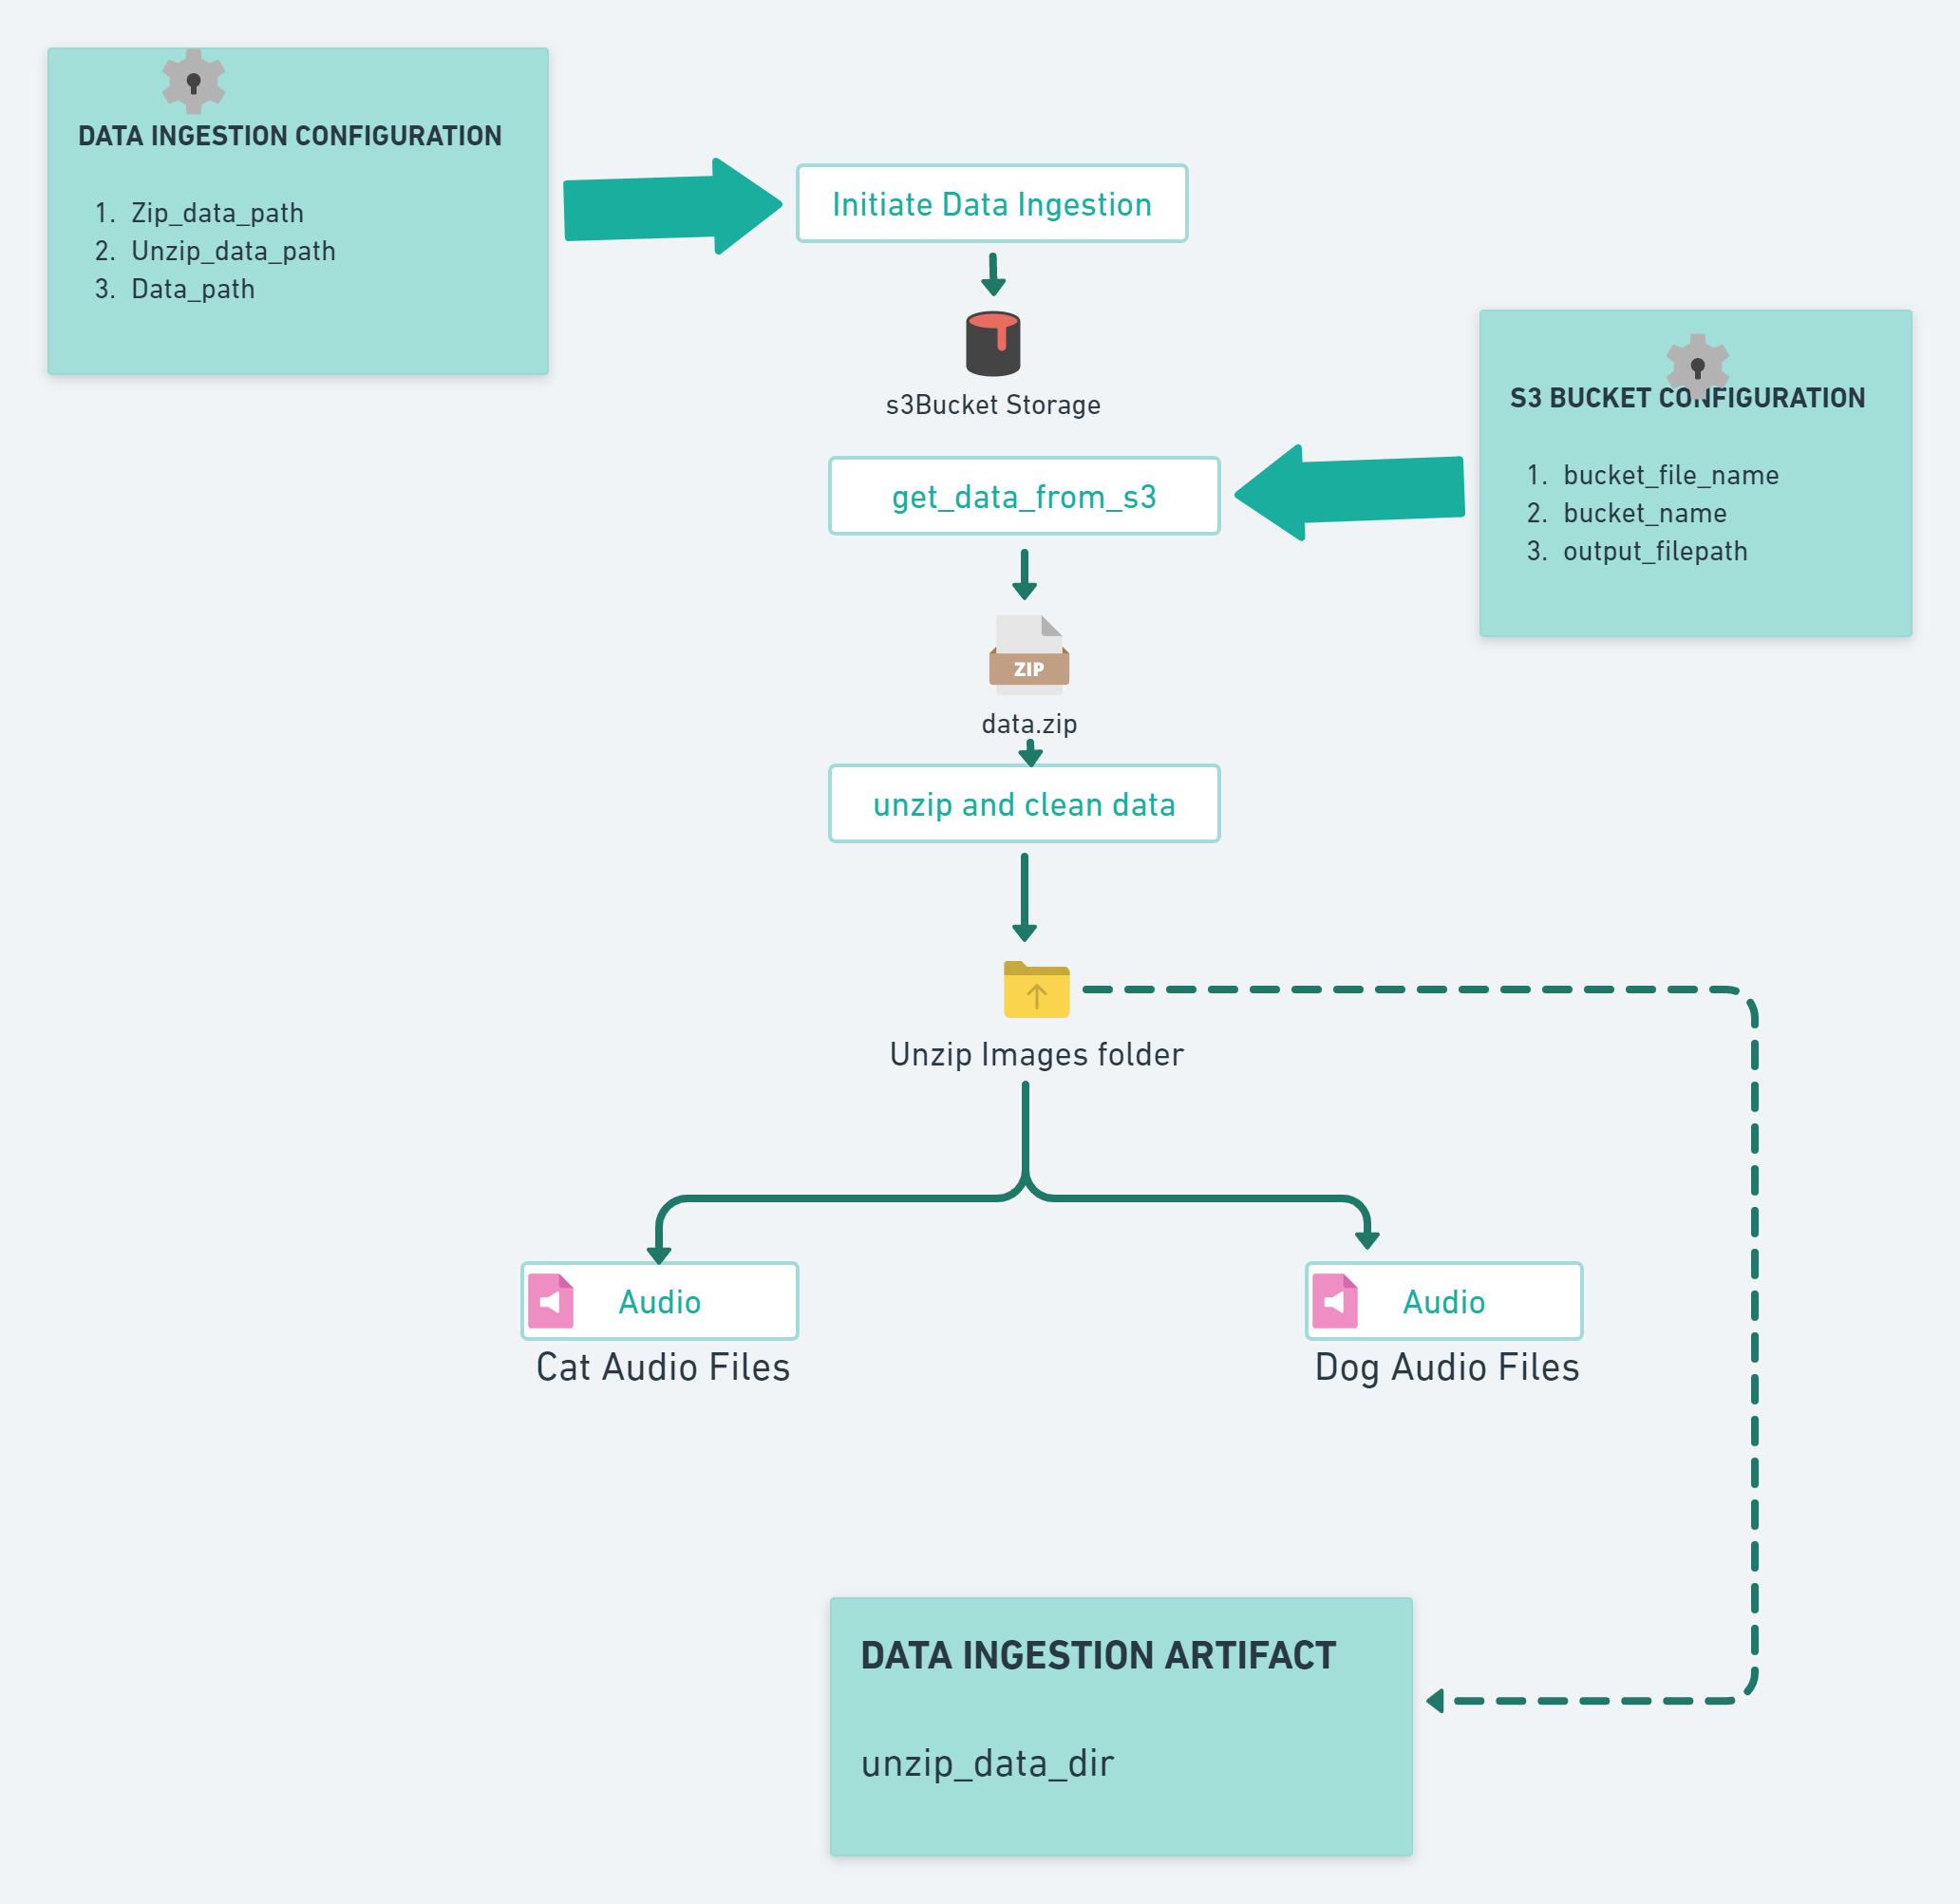 DATA INGESTION CONFIGURATION
1. Zip_data_path
2. Unzip_data_path
3. Data_path
Initiate Data Ingestion
s3Bucket Storage
S3 BUCKET CONFIGURATION
1. bucket_file_name
2. bucket_name
3. output_filepath
get_data_from_s3
ZIP
data.zip
unzip and clean data
Unzip Images folder
Audio
Cat Audio Files
Audio
Dog Audio Files
DATA INGESTION ARTIFACT
unzip_data_dir